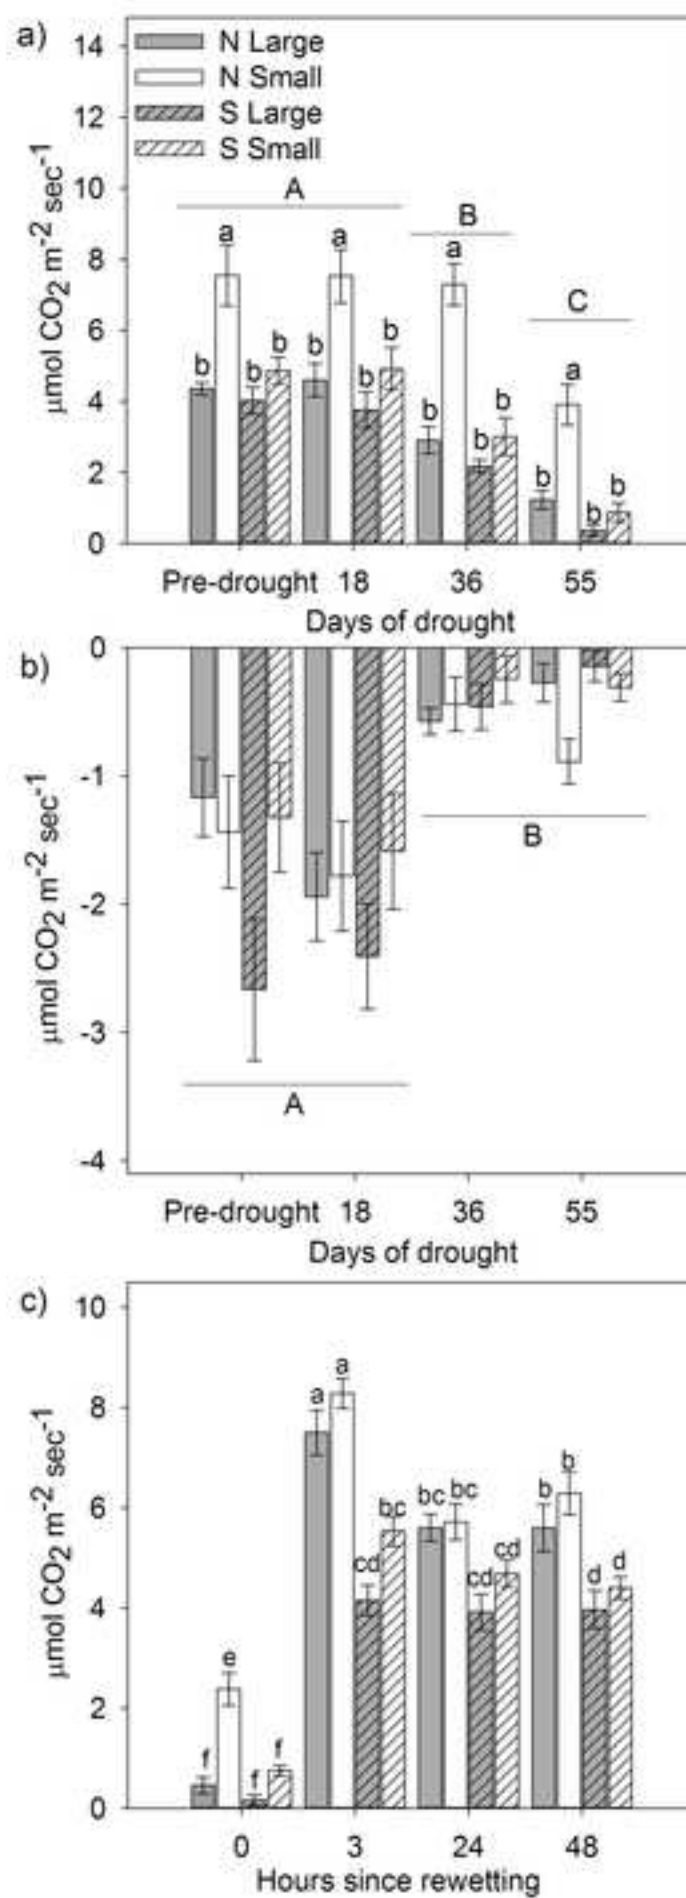 a)
14
12
10
8
6
4
2
0
μmol CO2 m-2 sec-1
N Large
N Small
S Large
S Small
A
B
C
a a a a
b b b b b b b b b b b b
Pre-drought 18 36 55
Days of drought
b)
0
-1
-2
-3
-4
μmol CO2 m-2 sec-1
B
A
Pre-drought 18 36 55
Days of drought
c)
10
8
6
4
2
0
μmol CO2 m-2 sec-1
f e f f
a a cd bc
bc bc cd cd
b b d d
0 3 24 48
Hours since rewetting